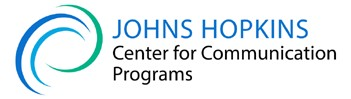 JOHNS HOPKINS
Center for Communication
Programs